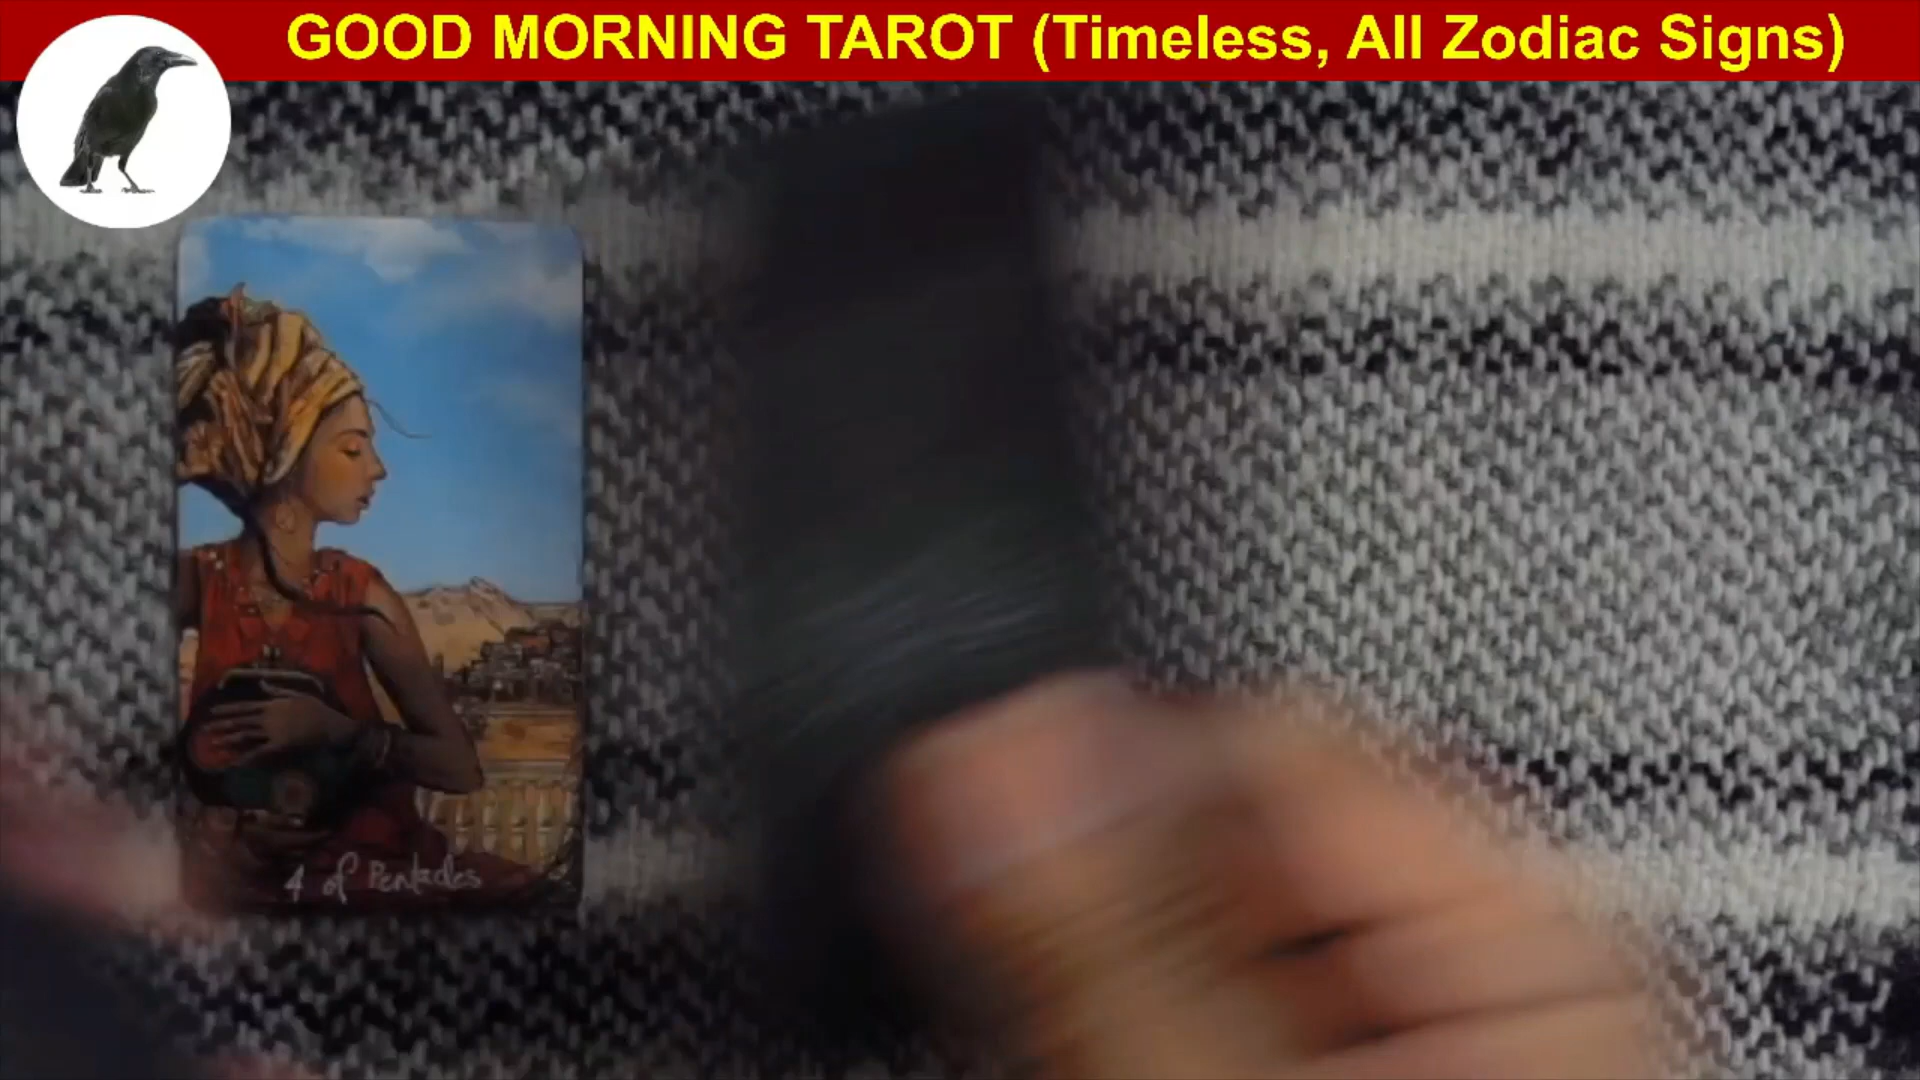 GOOD MORNING TAROT (Timeless, All Zodiac Signs)
4 of Pentacles